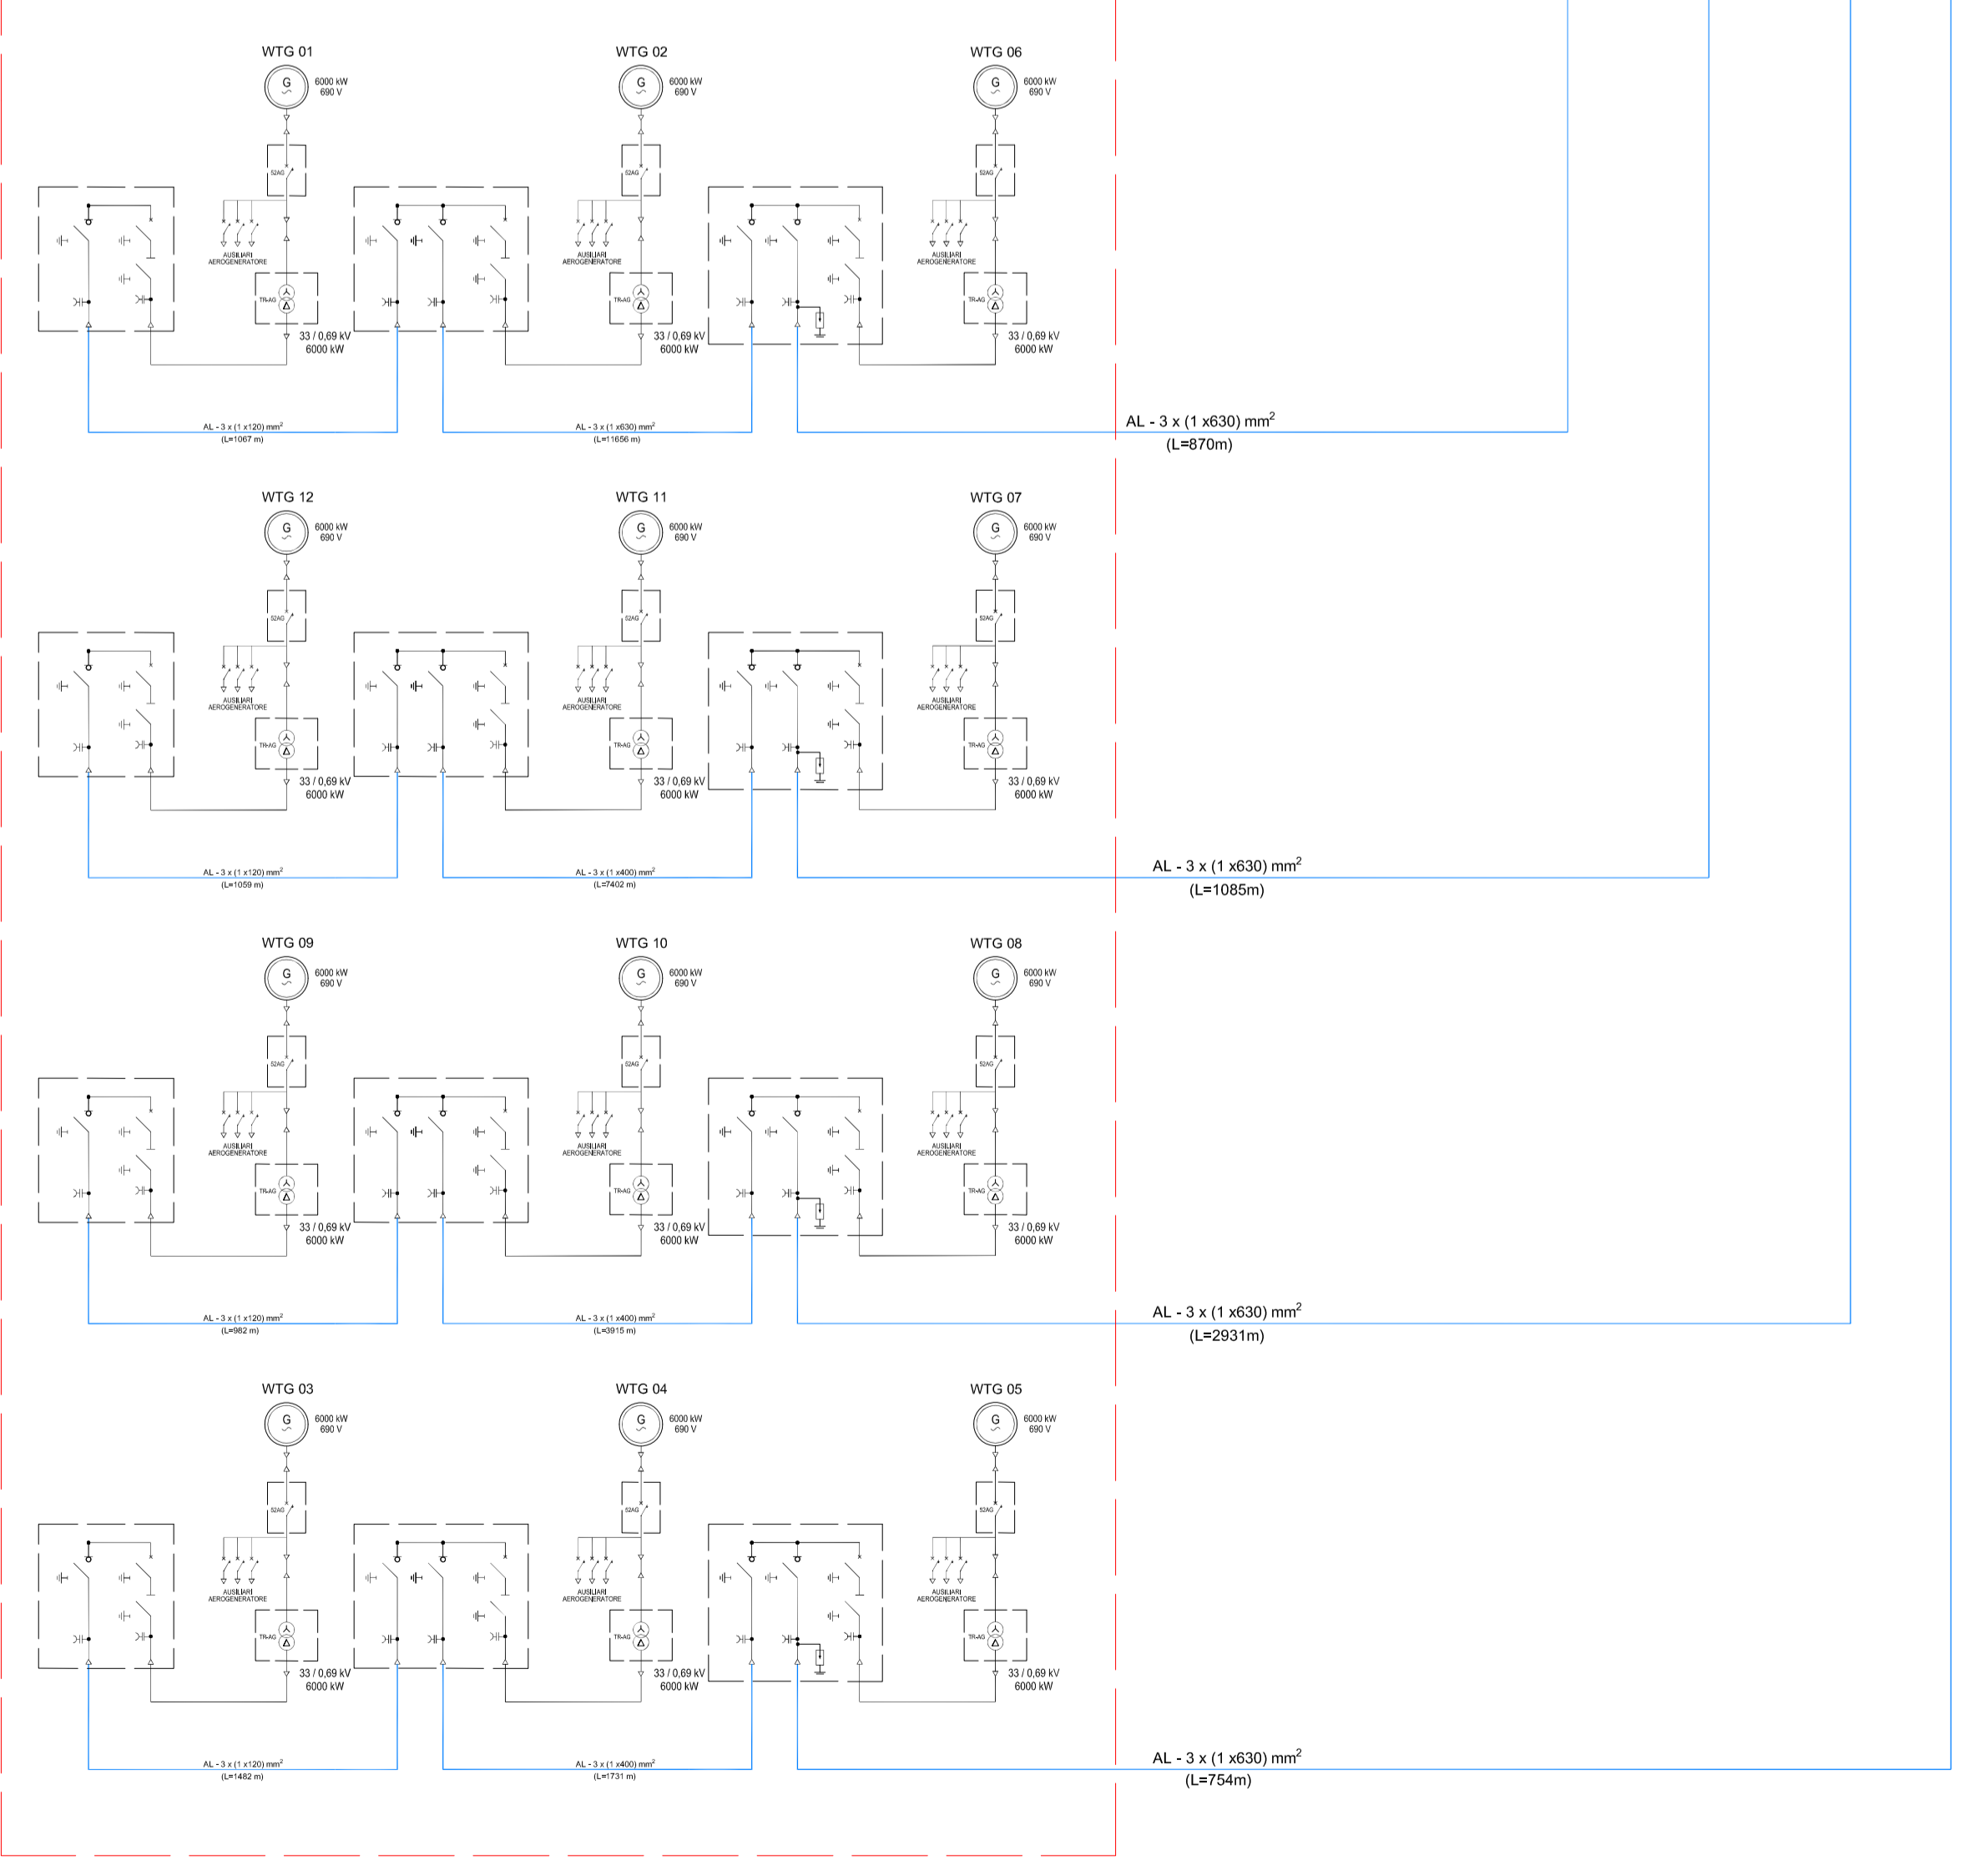 WTG 01
WTG 02
WTG 06
G
6000 kW
690 V
G
6000 kW
690 V
G
6000 kW
690 V
52AG
52AG
52AG
AUSILIARI
AEROGENERATORE
AUSILIARI
AEROGENERATORE
AUSILIARI
AEROGENERATORE
TR-AG
TR-AG
TR-AG
33 / 0,69 kV
6000 kW
33 / 0,69 kV
6000 kW
33 / 0,69 kV
6000 kW
AL - 3 x (1 x120) mm²
(L=1067 m)
AL - 3 x (1 x630) mm²
(L=11656 m)
AL - 3 x (1 x630) mm²
(L=870m)
WTG 12
WTG 11
WTG 07
G
6000 kW
690 V
G
6000 kW
690 V
G
6000 kW
690 V
52AG
52AG
52AG
AUSILIARI
AEROGENERATORE
AUSILIARI
AEROGENERATORE
AUSILIARI
AEROGENERATORE
TR-AG
TR-AG
TR-AG
33 / 0,69 kV
6000 kW
33 / 0,69 kV
6000 kW
33 / 0,69 kV
6000 kW
AL - 3 x (1 x120) mm²
(L=1059 m)
AL - 3 x (1 x400) mm²
(L=7402 m)
AL - 3 x (1 x630) mm²
(L=1085m)
WTG 09
WTG 10
WTG 08
G
6000 kW
690 V
G
6000 kW
690 V
G
6000 kW
690 V
52AG
52AG
52AG
AUSILIARI
AEROGENERATORE
AUSILIARI
AEROGENERATORE
AUSILIARI
AEROGENERATORE
TR-AG
TR-AG
TR-AG
33 / 0,69 kV
6000 kW
33 / 0,69 kV
6000 kW
33 / 0,69 kV
6000 kW
AL - 3 x (1 x120) mm²
(L=982 m)
AL - 3 x (1 x400) mm²
(L=3915 m)
AL - 3 x (1 x630) mm²
(L=2931m)
WTG 03
WTG 04
WTG 05
G
6000 kW
690 V
G
6000 kW
690 V
G
6000 kW
690 V
52AG
52AG
52AG
AUSILIARI
AEROGENERATORE
AUSILIARI
AEROGENERATORE
AUSILIARI
AEROGENERATORE
TR-AG
TR-AG
TR-AG
33 / 0,69 kV
6000 kW
33 / 0,69 kV
6000 kW
33 / 0,69 kV
6000 kW
AL - 3 x (1 x120) mm²
(L=1482 m)
AL - 3 x (1 x400) mm²
(L=1731 m)
AL - 3 x (1 x630) mm²
(L=754m)